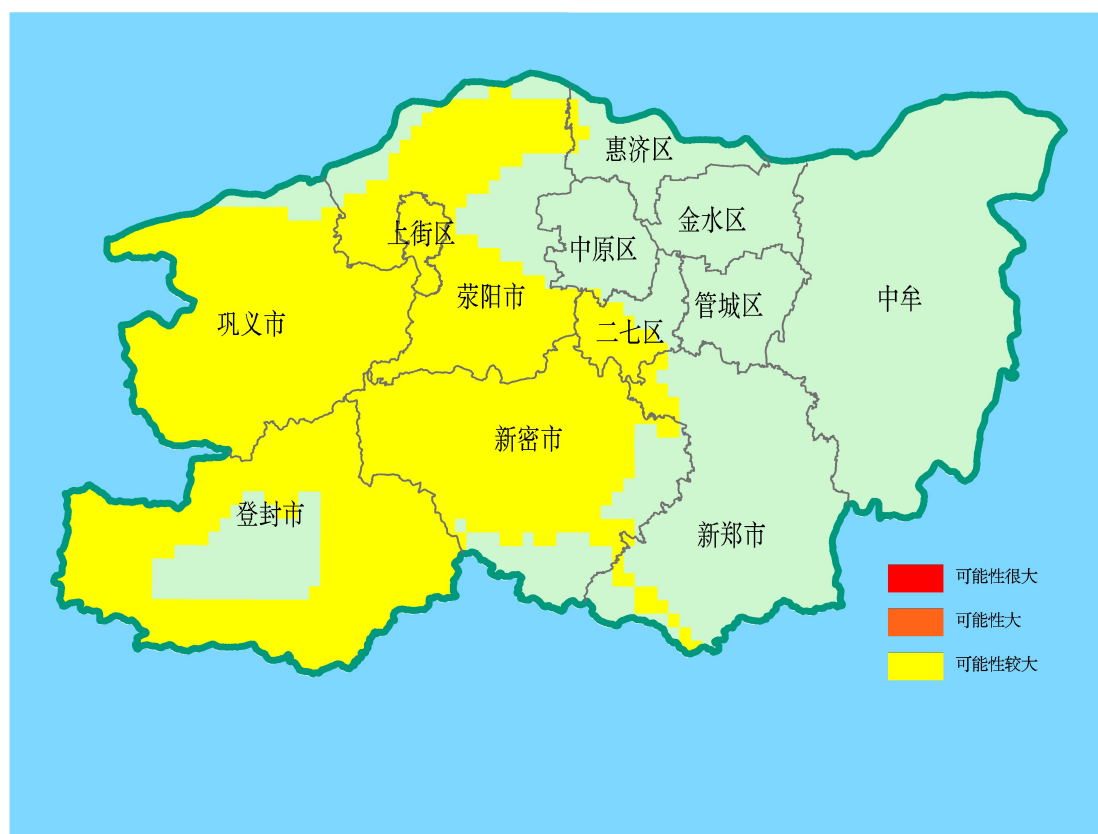 惠济区
金水区
上街区
中原区
荥阳市
管城区
中牟
巩义市
二七区
新密市
登封市
新郑市
可能性很大
可能性大
可能性较大